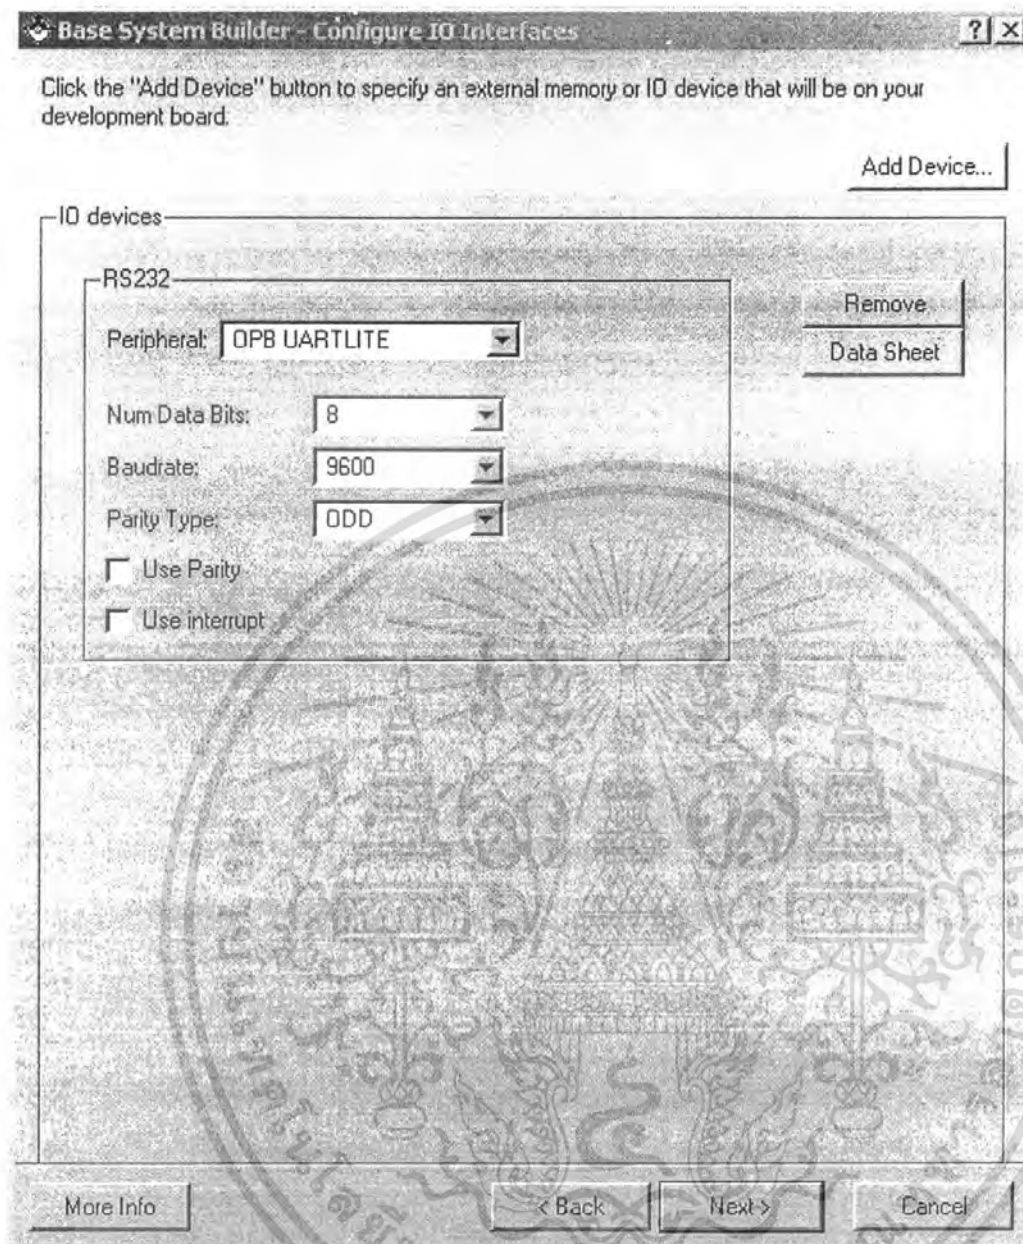 Base System Builder - Configure IO Interfaces
Click the "Add Device" button to specify an external memory or IO device that will be on your
development board.
Add Device...
IO devices
RS232
Remove
Peripheral: OPB UARTLITE
Data Sheet
Num Data Bits: 8
Baudrate: 9600
Parity Type: ODD
Use Parity
Use interrupt
More Info
< Back
Next >
Cancel